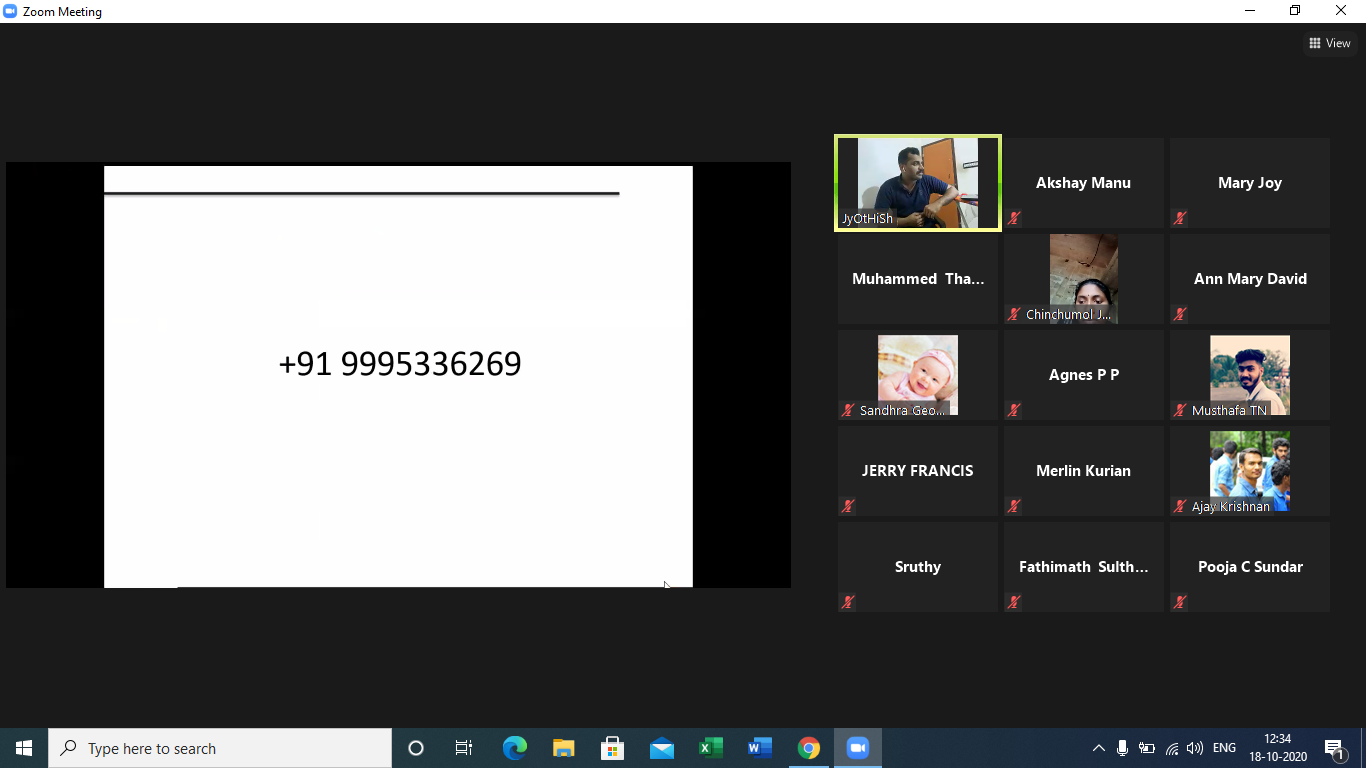 Zoom Meeting
View
+91 9995336269
JyOtHiSh
Akshay Manu
Mary Joy
Muhammed Tha...
Chinchumol J...
Ann Mary David
Sandhra Geo...
Agnes P P
Musthafa TN
JERRY FRANCIS
Merlin Kurian
Ajay Krishnan
Sruthy
Fathimath Sulth...
Pooja C Sundar
Type here to search
ENG
12:34
18-10-2020
1